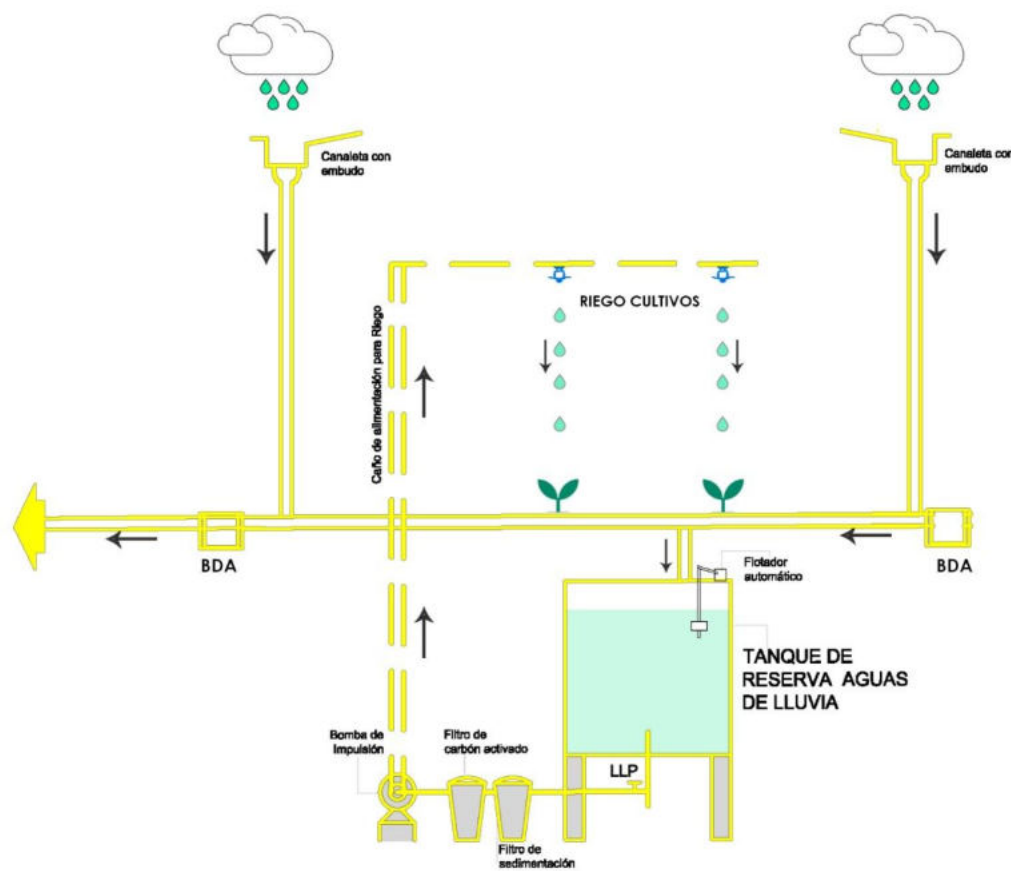 Canaleta con
embudo
Canaleta con
embudo
RIEGO CULTIVOS
Caño de alimentación para Riego
BDA
BDA
Flotador
automático
TANQUE DE
RESERVA AGUAS
DE LLUVIA
Bomba de
Impulsión
Filtro de
carbón activado
LLP
Filtro de
sedimentación